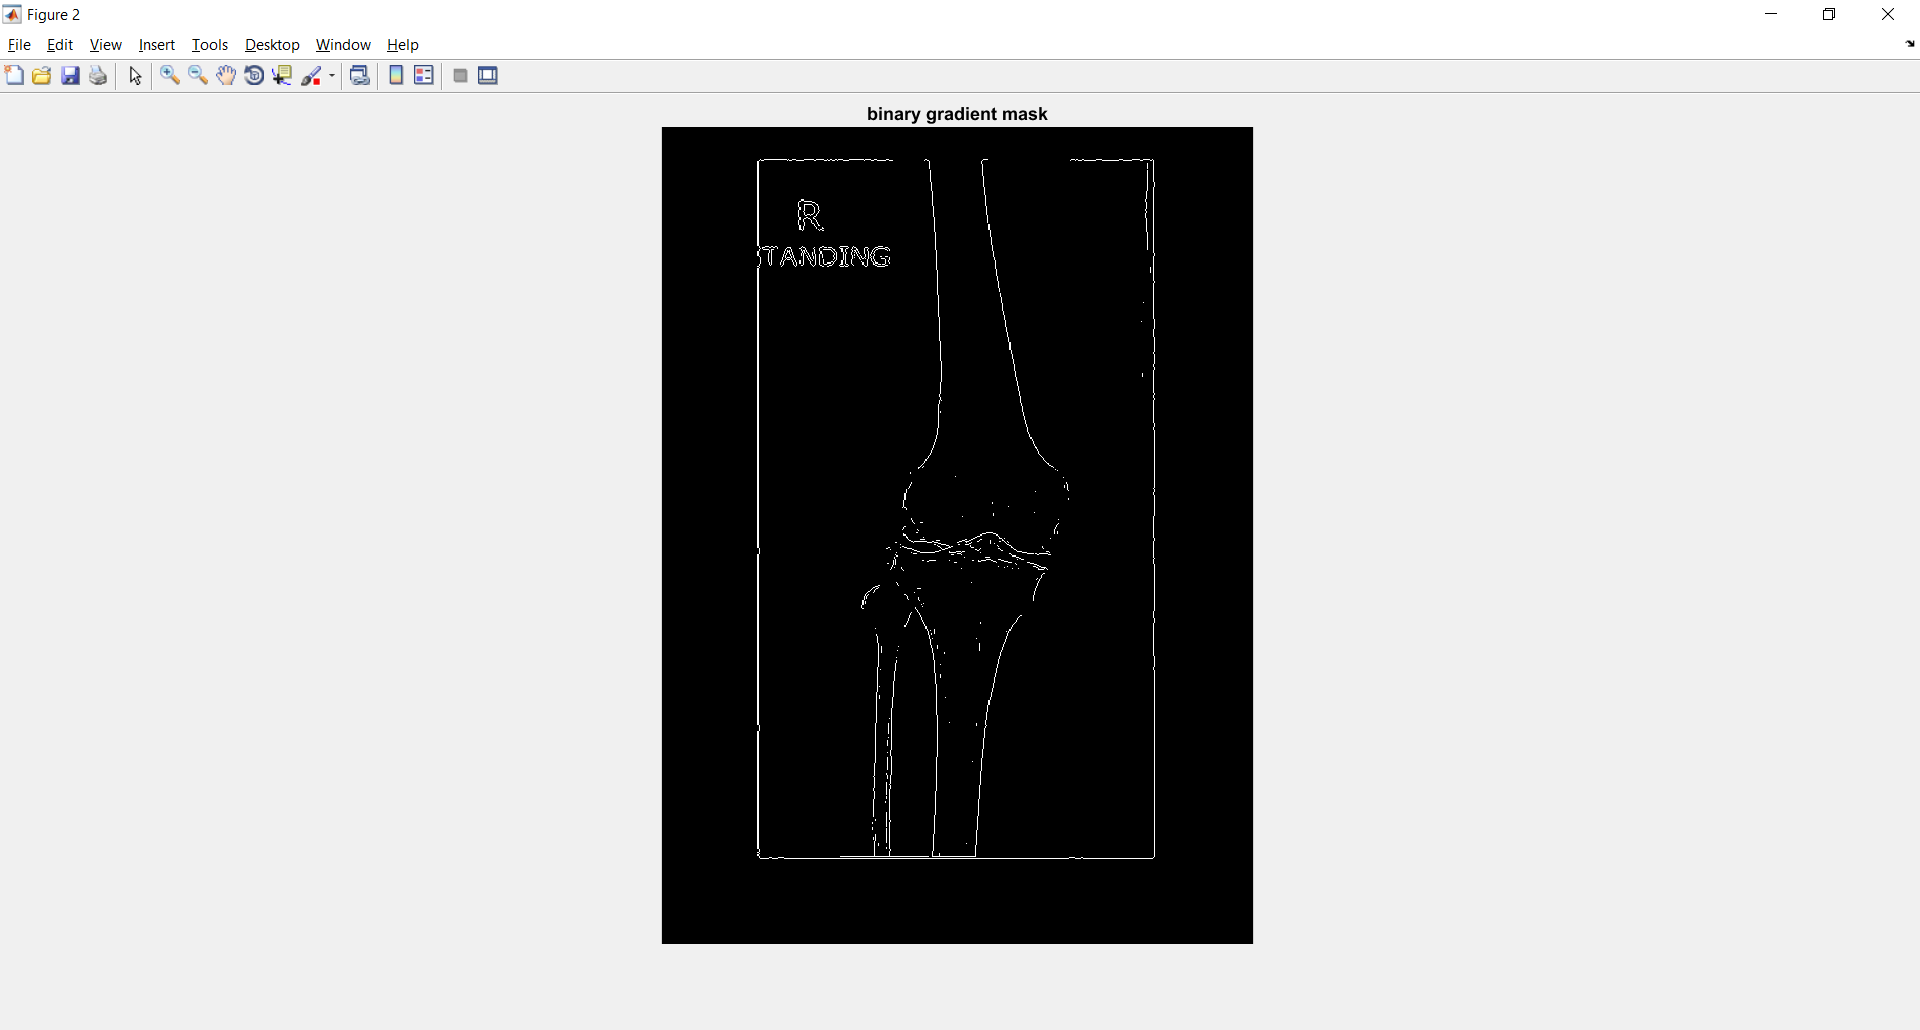 Figure 2
File Edit View Insert Tools Desktop Window Help
binary gradient mask
R
TANDING